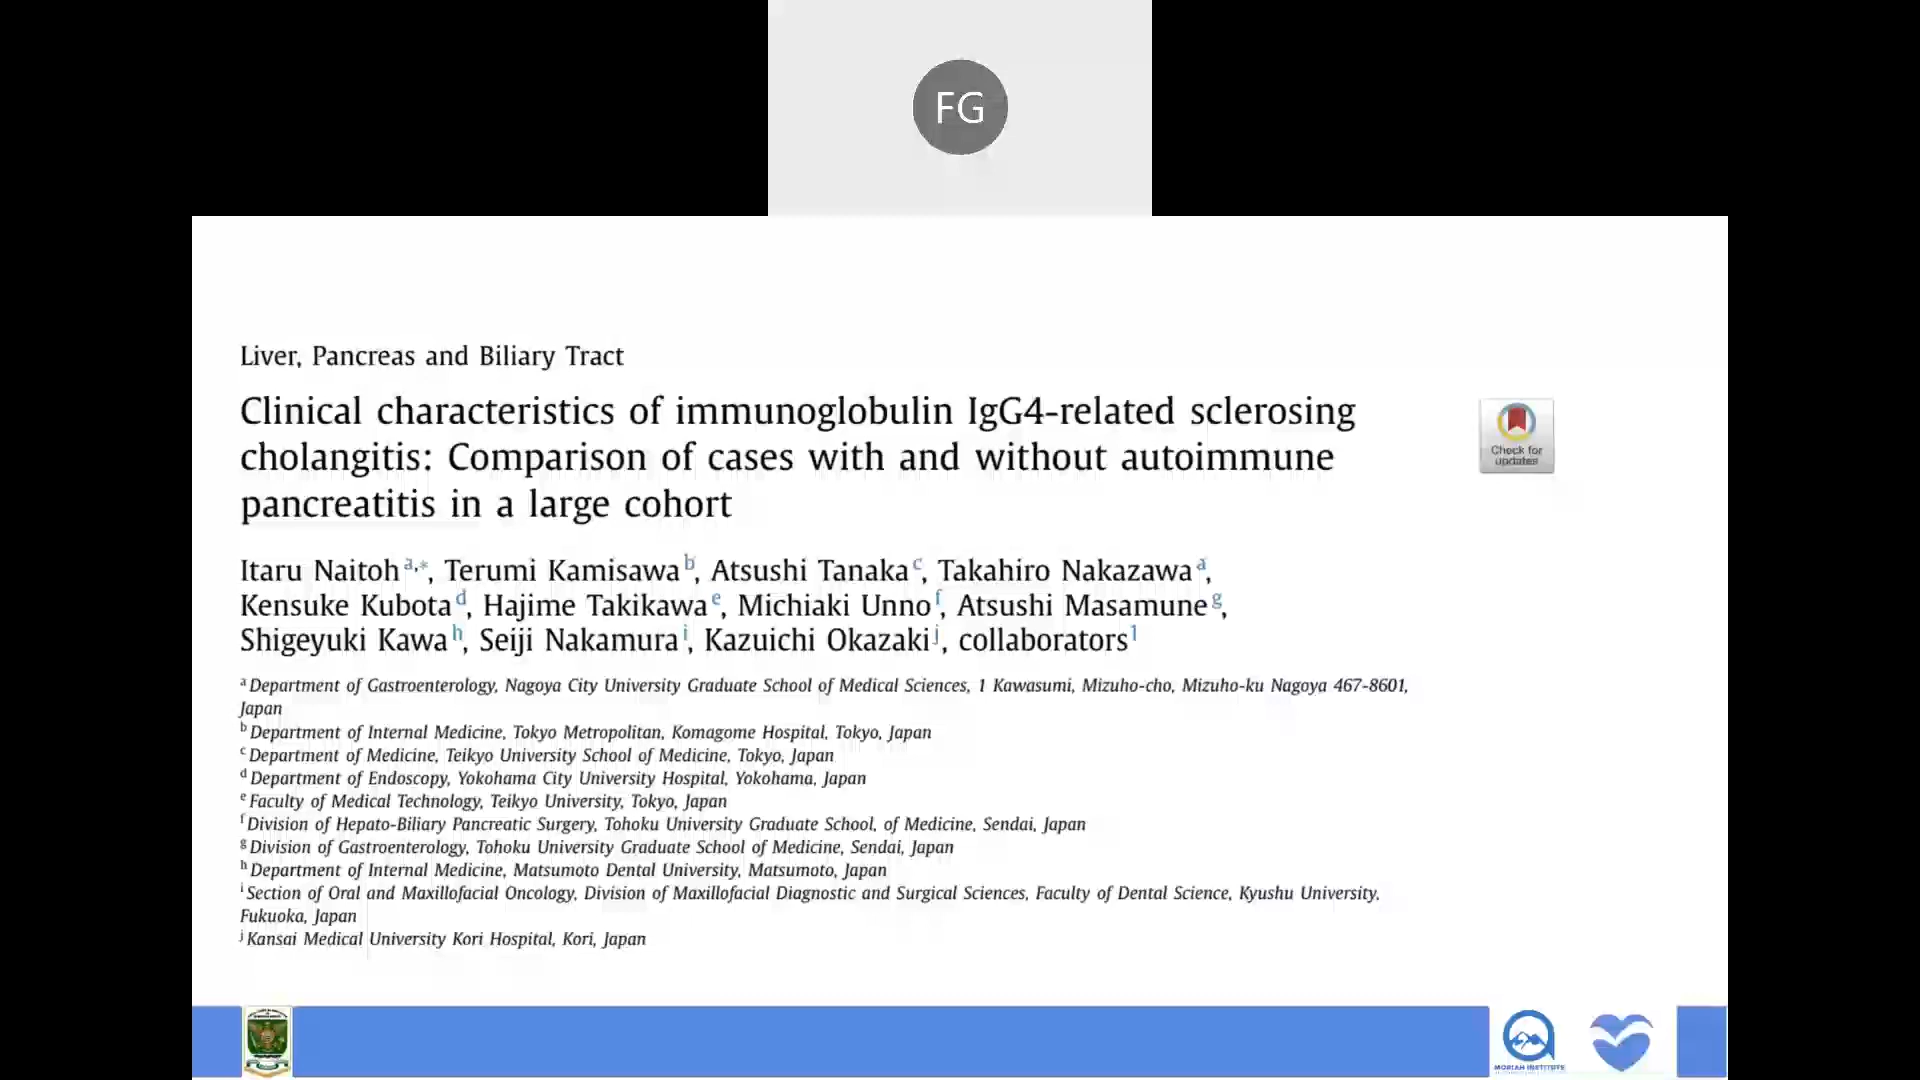 FG
Liver, Pancreas and Biliary Tract
Clinical characteristics of immunoglobulin IgG4-related sclerosing
cholangitis: Comparison of cases with and without autoimmune
pancreatitis in a large cohort
Check for
updates
Itaru Naitoh a,*, Terumi Kamisawa b, Atsushi Tanaka c, Takahiro Nakazawa a,
Kensuke Kubota d, Hajime Takikawa e, Michiaki Unno f, Atsushi Masamune g,
Shigeyuki Kawa h, Seiji Nakamura i, Kazuichi Okazaki j, collaborators 1
a Department of Gastroenterology, Nagoya City University Graduate School of Medical Sciences, 1 Kawasumi, Mizuho-cho, Mizuho-ku Nagoya 467-8601,
Japan
b Department of Internal Medicine, Tokyo Metropolitan, Komagome Hospital, Tokyo, Japan
c Department of Medicine, Teikyo University School of Medicine, Tokyo, Japan
d Department of Endoscopy, Yokohama City University Hospital, Yokohama, Japan
e Faculty of Medical Technology, Teikyo University, Tokyo, Japan
f Division of Hepato-Biliary Pancreatic Surgery, Tohoku University Graduate School, of Medicine, Sendai, Japan
g Division of Gastroenterology, Tohoku University Graduate School of Medicine, Sendai, Japan
h Department of Internal Medicine, Matsumoto Dental University, Matsumoto, Japan
i Section of Oral and Maxillofacial Oncology, Division of Maxillofacial Diagnostic and Surgical Sciences, Faculty of Dental Science, Kyushu University,
Fukuoka, Japan
j Kansai Medical University Kori Hospital, Kori, Japan
MORIAH INSTITUTE